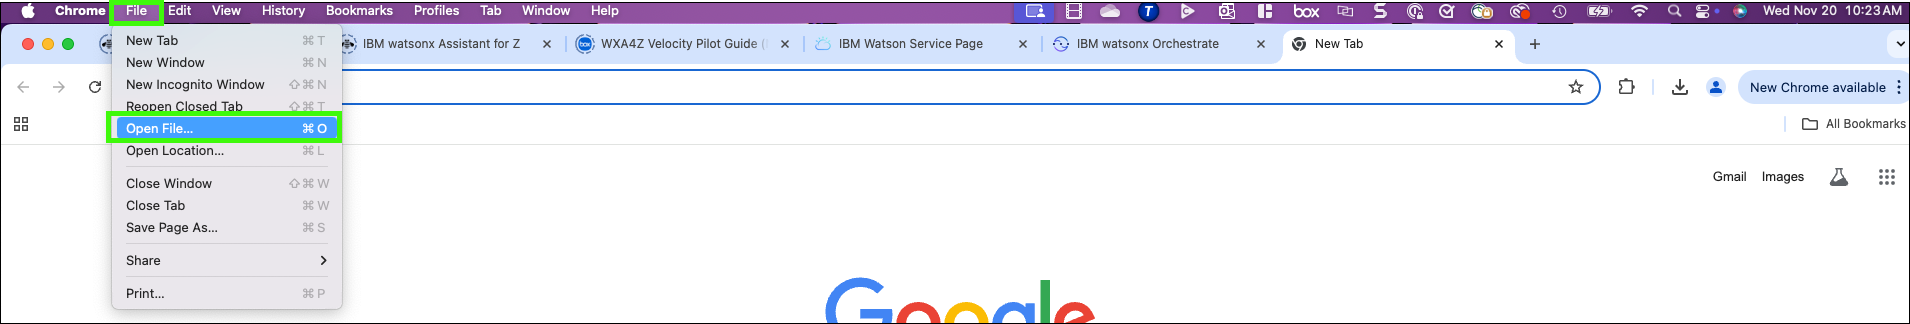 Chrome File Edit View History Bookmarks Profiles Tab Window Help box Wed Nov 20 10:23 AM
IBM watsonx Assistant for Z WXA4Z Velocity Pilot Guide IBM Watson Service Page IBM watsonx Orchestrate New Tab
New Chrome available
All Bookmarks
New Tab ⌘ T
New Window ⌘ N
New Incognito Window ⇧ ⌘ N
Reopen Closed Tab ⇧ ⌘ T
Open File... ⌘ O
Open Location... ⌘ L
Close Window ⇧ ⌘ W
Close Tab ⌘ W
Save Page As... ⌘ S
Share
Print... ⌘ P
Gmail Images
Google